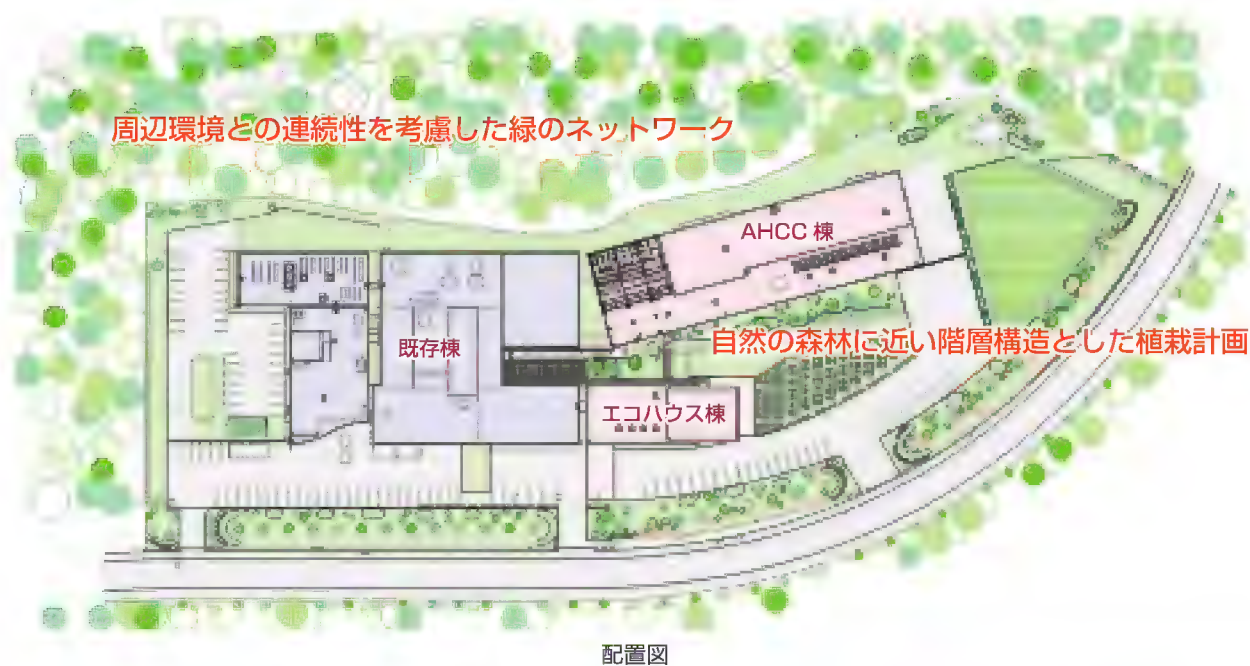 周辺環境との連続性を考慮した緑のネットワーク
AHCC 棟
既存棟
自然の森林に近い階層構造とした植栽計画
エコハウス棟
配置図